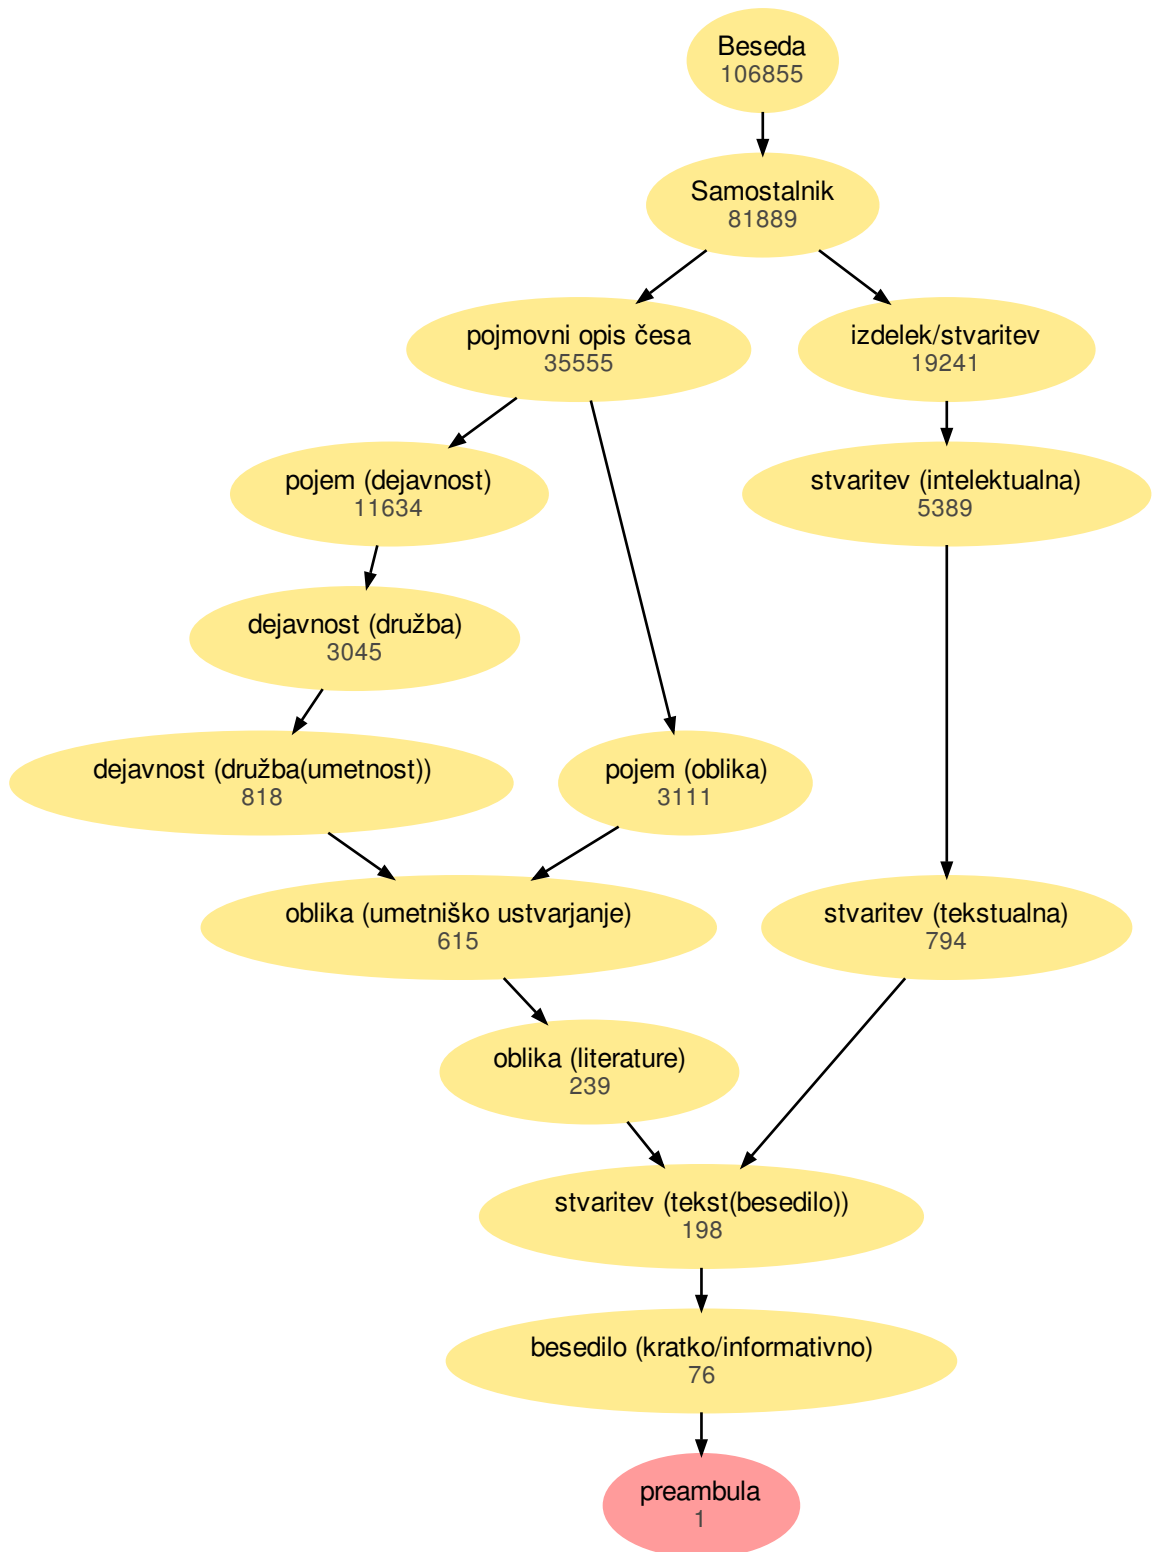 Beseda
106855
Samostalnik
81889
pojmovni opis česa
35555
izdelek/stvaritev
19241
pojem (dejavnost)
11634
stvaritev (intelektualna)
5389
dejavnost (družba)
3045
dejavnost (družba(umetnost))
818
pojem (oblika)
3111
oblika (umetniško ustvarjanje)
615
stvaritev (tekstualna)
794
oblika (literature)
239
stvaritev (tekst(besedilo))
198
besedilo (kratko/informativno)
76
preambula
1